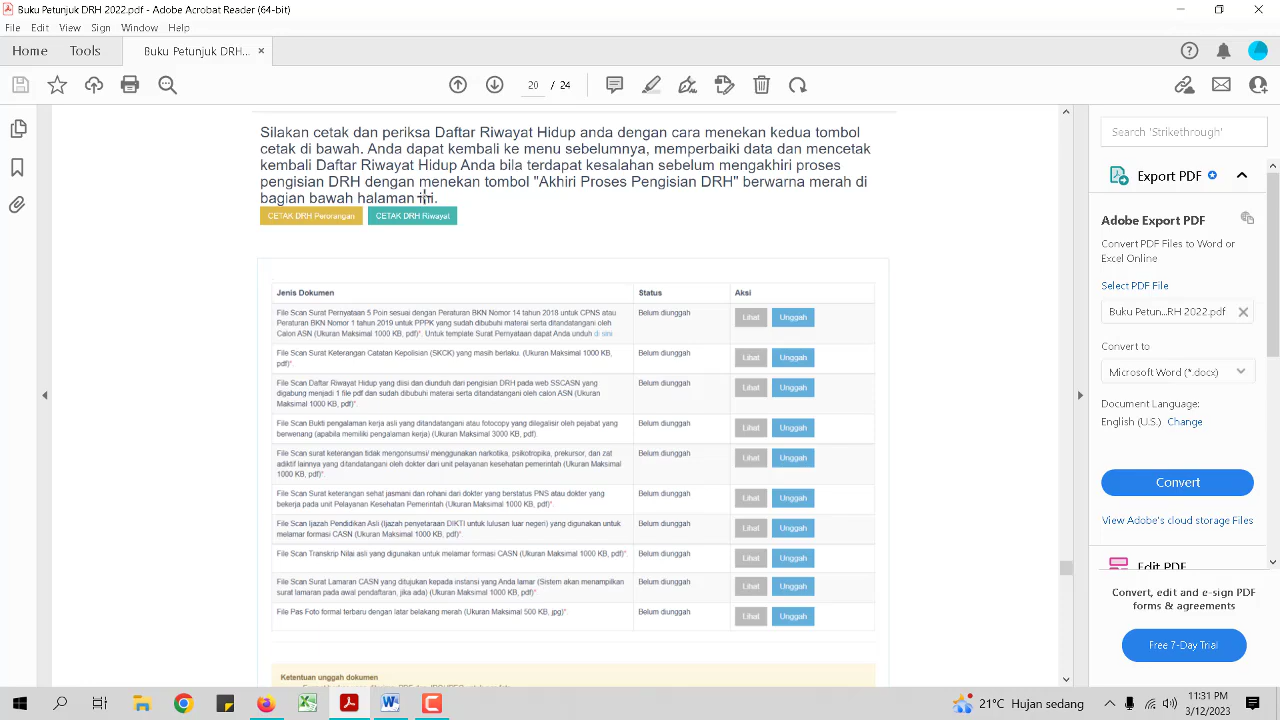 Buku Petunjuk DRH 2022.pdf - Adobe Acrobat Reader
File Edit View Sign Window Help
Home Tools Buku Petunjuk DRH... ×
20 / 24
Silakan cetak dan periksa Daftar Riwayat Hidup anda dengan cara menekan kedua tombol
cetak di bawah. Anda dapat kembali ke menu sebelumnya, memperbaiki data dan mencetak
kembali Daftar Riwayat Hidup Anda bila terdapat kesalahan sebelum mengakhiri proses
pengisian DRH dengan menekan tombol "Akhiri Proses Pengisian DRH" berwarna merah di
bagian bawah halaman ini.
CETAK DRH Perorangan CETAK DRH Riwayat
Jenis Dokumen Status Aksi
File Scan Surat Pernyataan 5 Poin sesuai dengan Peraturan BKN Nomor 14 tahun 2018 untuk CPNS atau
Peraturan BKN Nomor 1 tahun 2019 untuk PPPK yang sudah dibubuhi materai serta ditandatangani oleh
Calon ASN (Ukuran Maksimal 1000 KB, pdf)*. Untuk template Surat Pernyataan dapat Anda unduh di sini
Belum diunggah Lihat Unggah
File Scan Surat Keterangan Catatan Kepolisian (SKCK) yang masih berlaku. (Ukuran Maksimal 1000 KB,
pdf)*.
Belum diunggah Lihat Unggah
File Scan Daftar Riwayat Hidup yang diisi dan diunduh dari pengisian DRH pada web SSCASN yang
digabung menjadi 1 file pdf dan sudah dibubuhi materai serta ditandatangani oleh calon ASN (Ukuran
Maksimal 1000 KB, pdf)*.
Belum diunggah Lihat Unggah
File Scan Bukti pengalaman kerja asli yang ditandatangani atau fotocopy yang dilegalisir oleh pejabat yang
berwenang (apabila memiliki pengalaman kerja) (Ukuran Maksimal 3000 KB, pdf).
Belum diunggah Lihat Unggah
File Scan surat keterangan tidak mengonsumsi/ menggunakan narkotika, psikotropika, prekursor, dan zat
adiktif lainnya yang ditandatangani oleh dokter dari unit pelayanan kesehatan pemerintah (Ukuran Maksimal
1000 KB, pdf)*.
Belum diunggah Lihat Unggah
File Scan Surat keterangan sehat jasmani dan rohani dari dokter yang berstatus PNS atau dokter yang
bekerja pada unit Pelayanan Kesehatan Pemerintah (Ukuran Maksimal 1000 KB, pdf)*.
Belum diunggah Lihat Unggah
File Scan Ijazah Pendidikan Asli (Ijazah penyetaraan DIKTI untuk lulusan luar negeri) yang digunakan untuk
melamar formasi CASN (Ukuran Maksimal 1000 KB, pdf)*.
Belum diunggah Lihat Unggah
File Scan Transkrip Nilai asli yang digunakan untuk melamar formasi CASN (Ukuran Maksimal 1000 KB, pdf)*.
Belum diunggah Lihat Unggah
File Scan Surat Lamaran CASN yang ditujukan kepada instansi yang Anda lamar (Sistem akan menampilkan
surat lamaran pada awal pendaftaran, jika ada) (Ukuran Maksimal 1000 KB, pdf)*
Belum diunggah Lihat Unggah
File Pas Foto formal terbaru dengan latar belakang merah (Ukuran Maksimal 500 KB, jpg)*.
Belum diunggah Lihat Unggah
Ketentuan unggah dokumen
Search 'Strikethrough'
Export PDF
Adobe Export PDF
Convert PDF Files to Word or
Excel Online
Select PDF File
Buku Petun...RH 2022.pdf ×
Convert to
Microsoft Word (*.docx)
Document Language:
English (U.S.) Change
Convert
View Adobe's cloud storage Files
Edit PDF
Convert, edit and e-sign PDF
forms & agreements
Free 7-Day Trial
21°C Hujan sedang
11:31 PM
3/12/2023